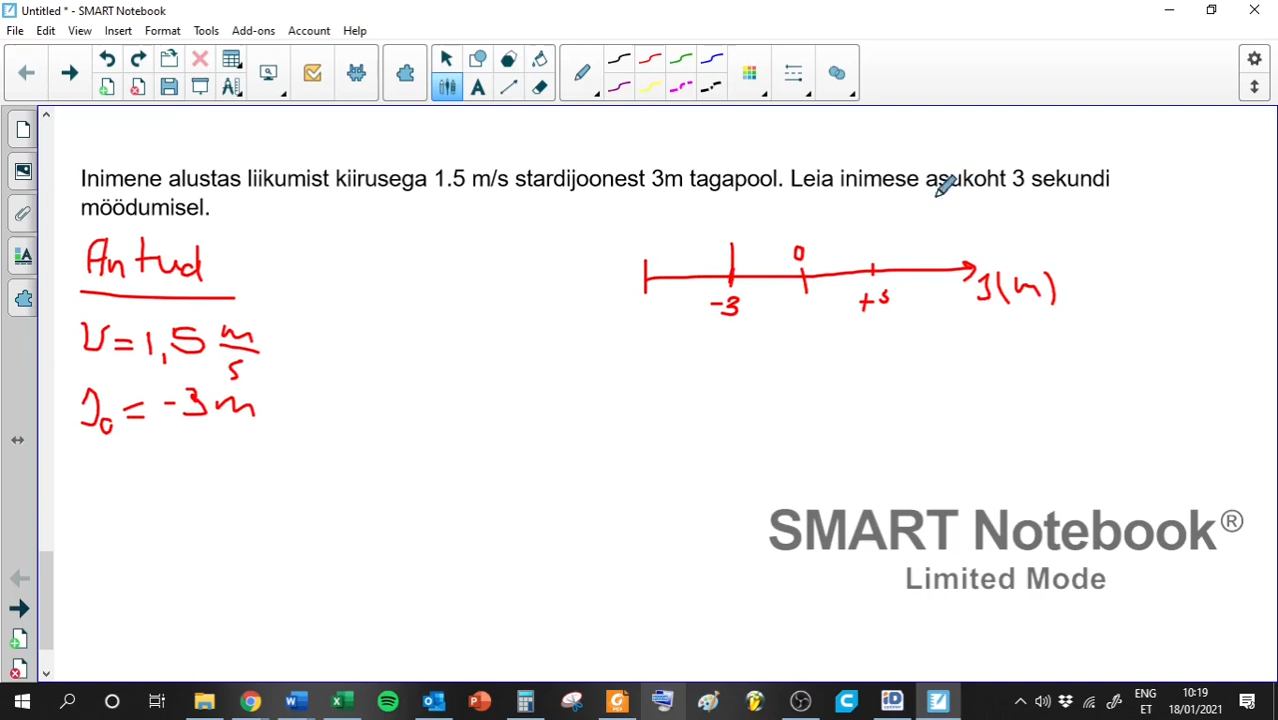 Untitled * - SMART Notebook
File Edit View Insert Format Tools Add-ons Account Help
Inimene alustas liikumist kiirusega 1.5 m/s stardijoonest 3m tagapool. Leia inimese asukoht 3 sekundi
möödumisel.
Antud
v = 1,5 m/s
= -3 m
0
-3
(m)
SMART Notebook®
Limited Mode
ENG
ET
10:19
18/01/2021